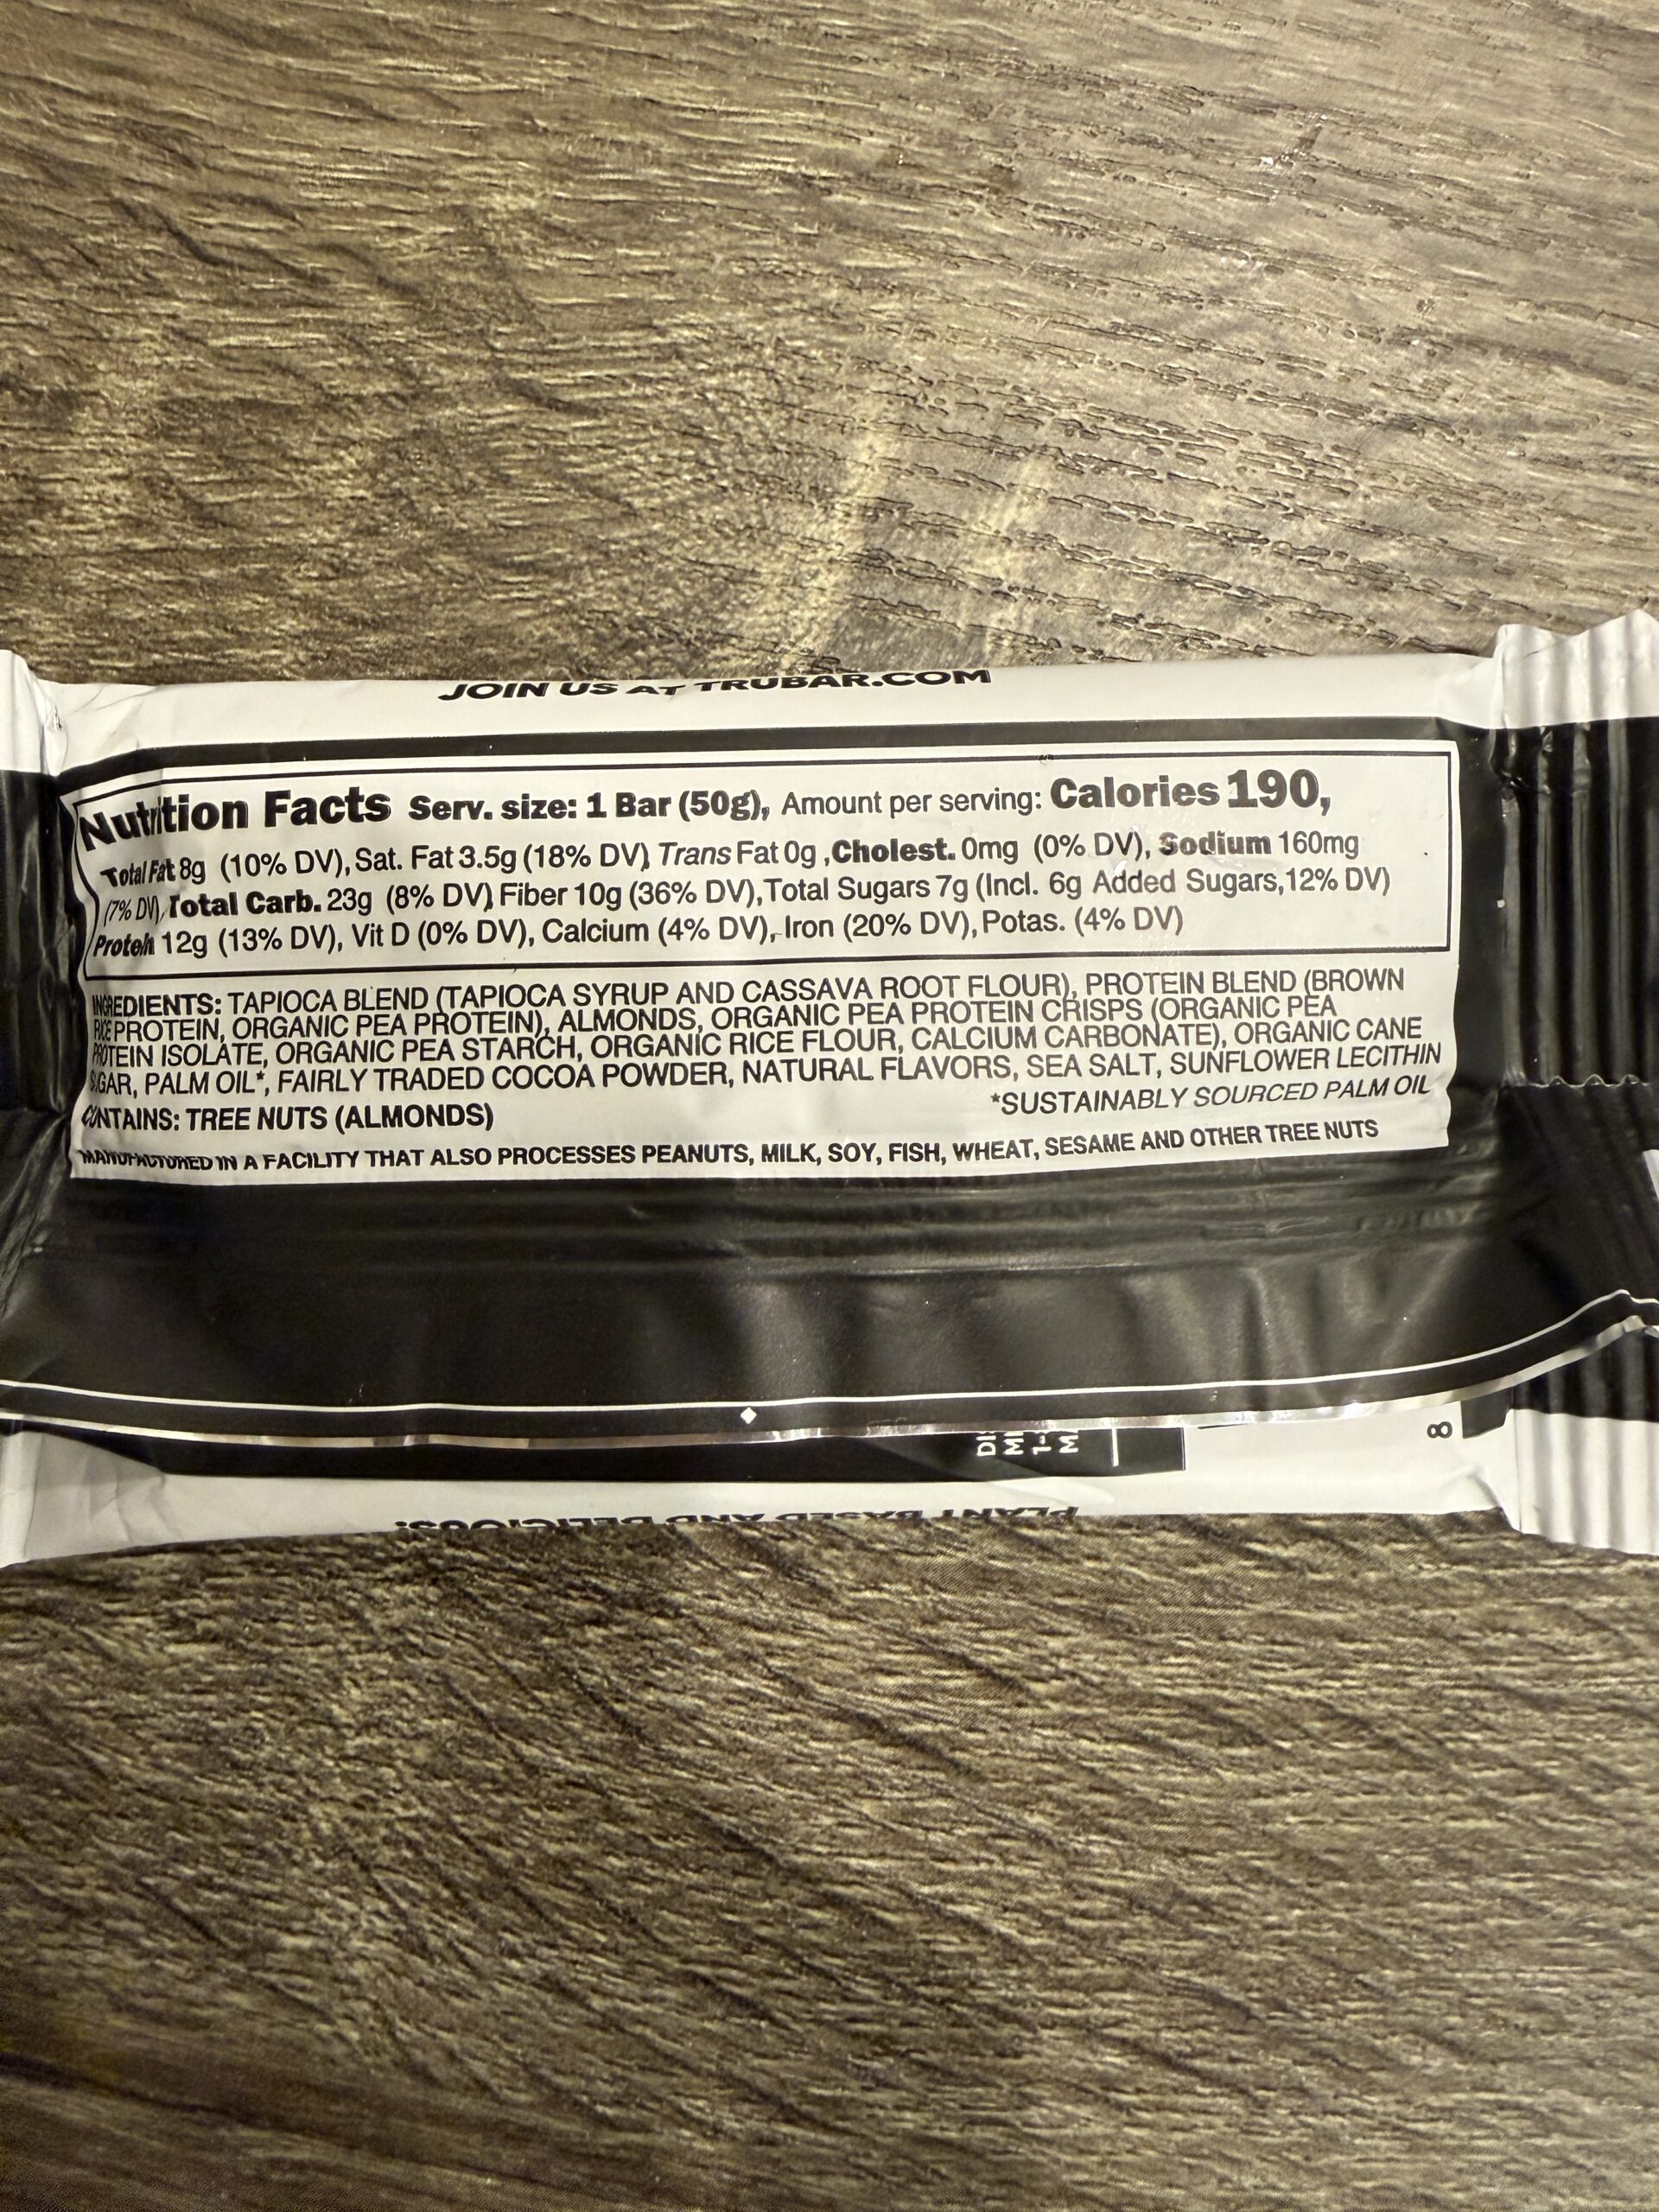 JOIN US AT TRUBAR.COM
Nutrition Facts Serv. size: 1 Bar (50g), Amount per serving: Calories 190,
Total Fat 8g (10% DV), Sat. Fat 3.5g (18% DV), Trans Fat 0g, Cholest. 0mg (0% DV), Sodium 160mg
(7% DV), Total Carb. 23g (8% DV), Fiber 10g (36% DV), Total Sugars 7g (Incl. 6g Added Sugars, 12% DV)
Protein 12g (13% DV), Vit D (0% DV), Calcium (4% DV), Iron (20% DV), Potas. (4% DV)
INGREDIENTS: TAPIOCA BLEND (TAPIOCA SYRUP AND CASSAVA ROOT FLOUR), PROTEIN BLEND (BROWN
RICE PROTEIN, ORGANIC PEA PROTEIN), ALMONDS, ORGANIC PEA PROTEIN CRISPS (ORGANIC PEA
PROTEIN ISOLATE, ORGANIC PEA STARCH, ORGANIC RICE FLOUR, CALCIUM CARBONATE), ORGANIC CANE
SUGAR, PALM OIL*, FAIRLY TRADED COCOA POWDER, NATURAL FLAVORS, SEA SALT, SUNFLOWER LECITHIN
*SUSTAINABLY SOURCED PALM OIL
CONTAINS: TREE NUTS (ALMONDS)
MANUFACTURED IN A FACILITY THAT ALSO PROCESSES PEANUTS, MILK, SOY, FISH, WHEAT, SESAME AND OTHER TREE NUTS
8
PLANT BASED AND DELICIOUS!